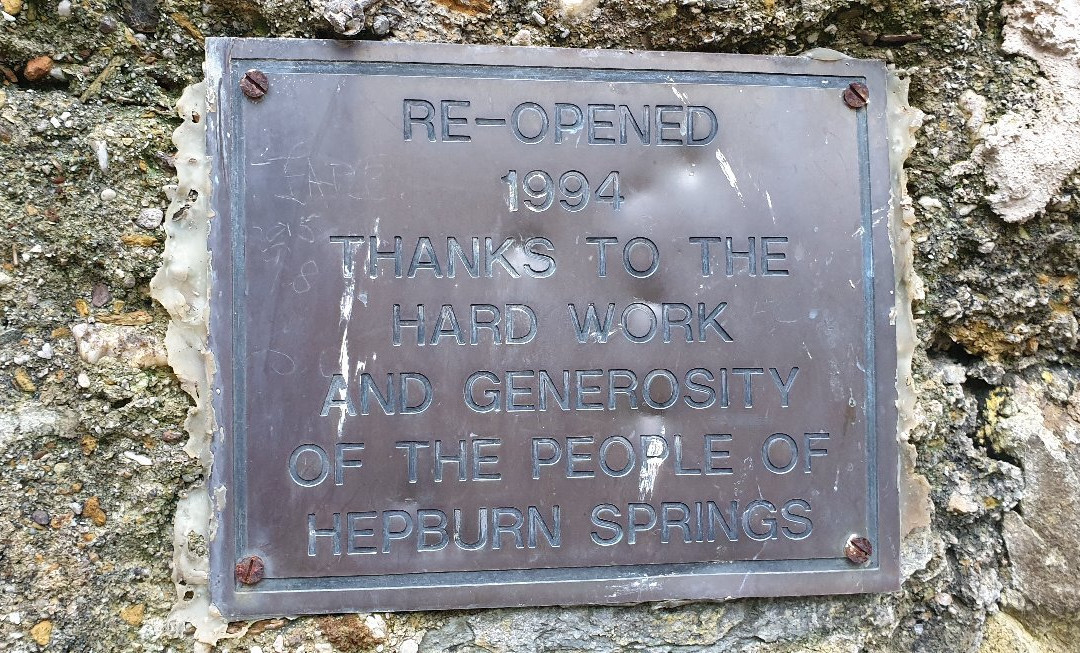 RE-OPENED
1994
THANKS TO THE
HARD WORK
AND GENEROSITY
OF THE PEOPLE OF
HEPBURN SPRINGS